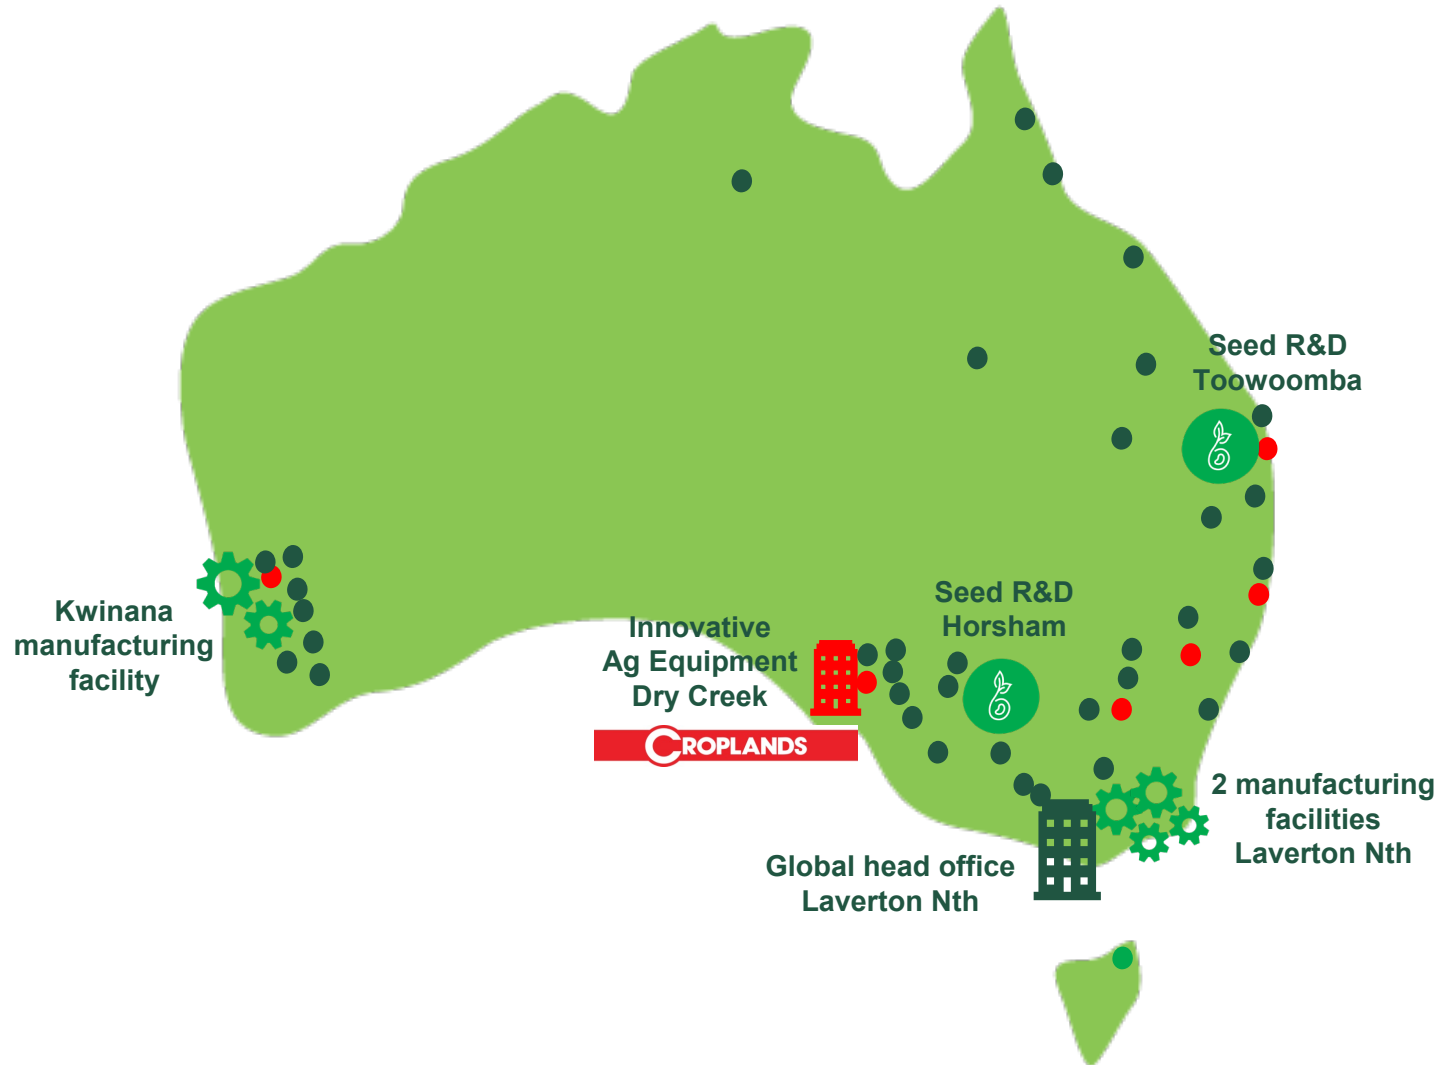 Seed R&D
Toowoomba
Kwinana
manufacturing
facility
Innovative
Ag Equipment
Dry Creek
CROPLANDS
Seed R&D
Horsham
Global head office
Laverton Nth
2 manufacturing
facilities
Laverton Nth